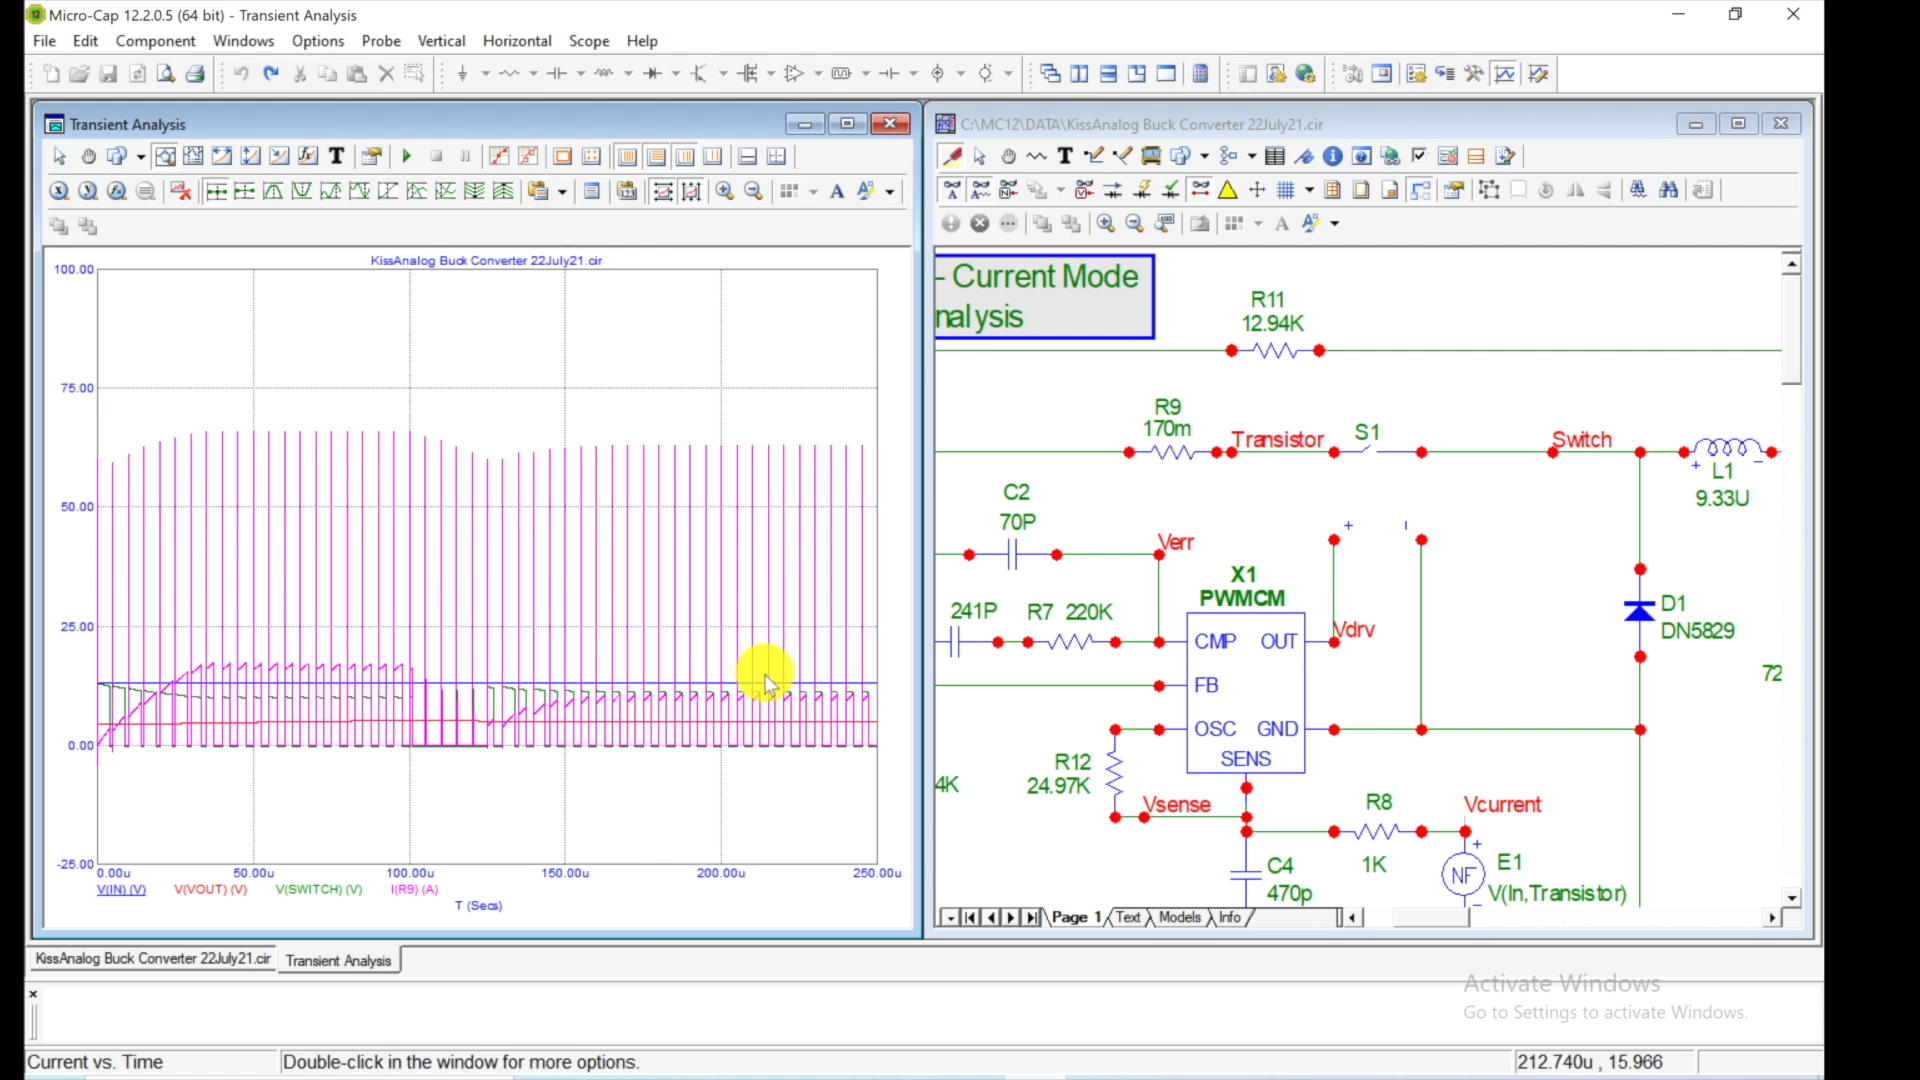 Micro-Cap 12.2.0.5 (64 bit) - Transient Analysis
File Edit Component Windows Options Probe Vertical Horizontal Scope Help
Transient Analysis
KissAnalog Buck Converter 22July21.cir
100.00
75.00
50.00
25.00
0.00
-25.00
0.00u 50.00u 100.00u 150.00u 200.00u 250.00u
V(IN) (V) V(VOUT) (V) V(SWITCH) (V) I(R9) (A)
T (Secs)
C:\MC12\DATA\KissAnalog Buck Converter 22July21.cir
- Current Mode
nalysis
R11
12.94K
R9
170m
Transistor
S1
Switch
L1
9.33U
C2
70P
Verr
X1
PWMCM
241P
R7 220K
CMP OUT
Vdrv
FB
OSC GND
SENS
D1
DN5829
72
R12
24.97K
4K
Vsense
R8
1K
Vcurrent
C4
470p
E1
NF
V(In,Transistor)
Page 1 Text Models Info
KissAnalog Buck Converter 22July21.cir Transient Analysis
Activate Windows
Go to Settings to activate Windows.
Current vs. Time
Double-click in the window for more options.
212.740u , 15.966